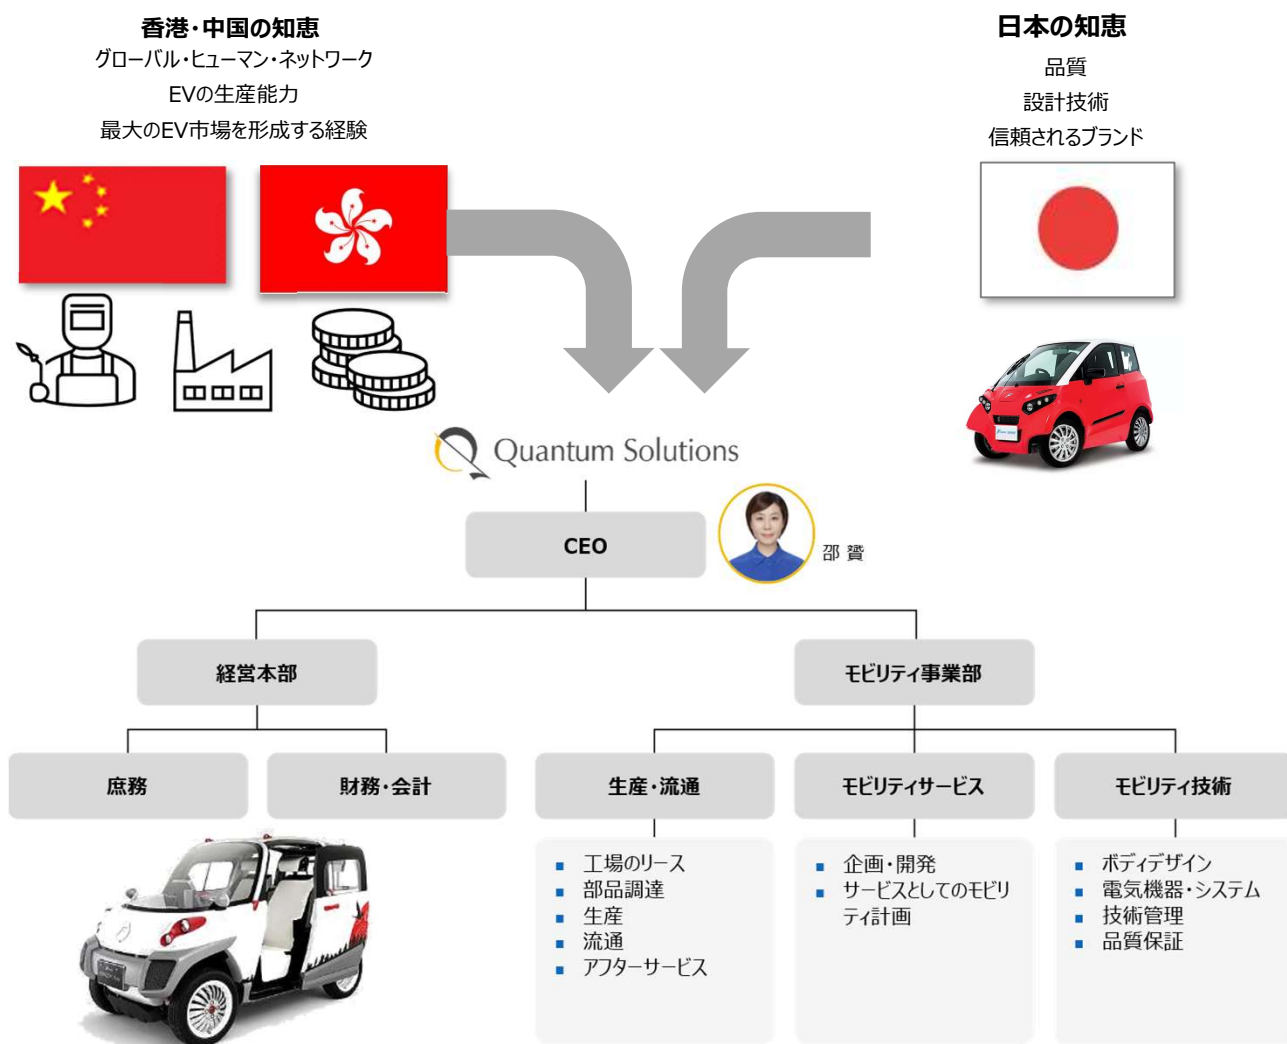 香港・中国の知恵
グローバル・ヒューマン・ネットワーク
EVの生産能力
最大のEV市場を形成する経験
日本の知恵
品質
設計技術
信頼されるブランド
Quantum Solutions
CEO
邵 贇
経営本部
モビリティ事業部
庶務
財務・会計
生産・流通
モビリティサービス
モビリティ技術
工場のリース
部品調達
生産
流通
アフターサービス
企画・開発
サービスとしてのモビリ
ティ計画
ボディデザイン
電気機器・システム
技術管理
品質保証